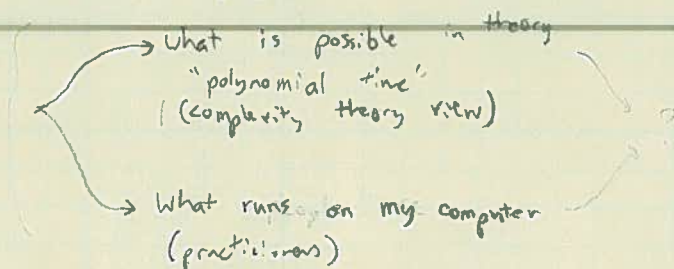 What is possible in theory
"polynomial time"
(complexity theory view)
?
What runs on my computer
(practitioners)